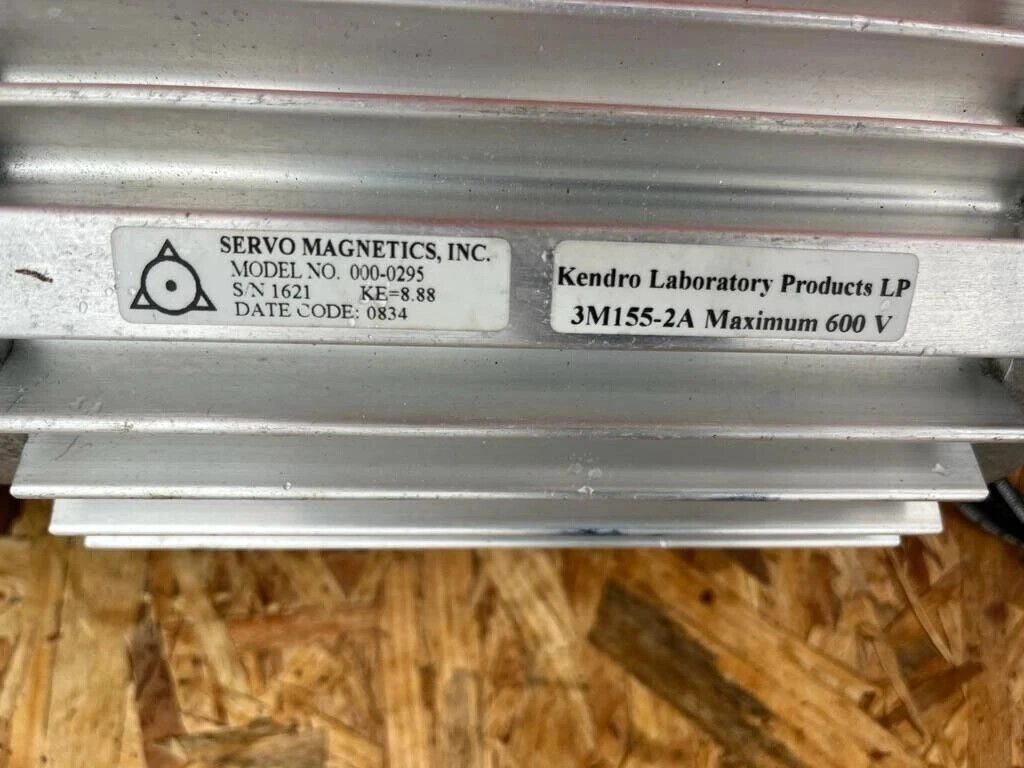 SERVO MAGNETICS, INC.
MODEL NO. 000-0295
S/N 1621 KE=8.88
DATE CODE: 0834
Kendro Laboratory Products LP
3M155-2A Maximum 600 V